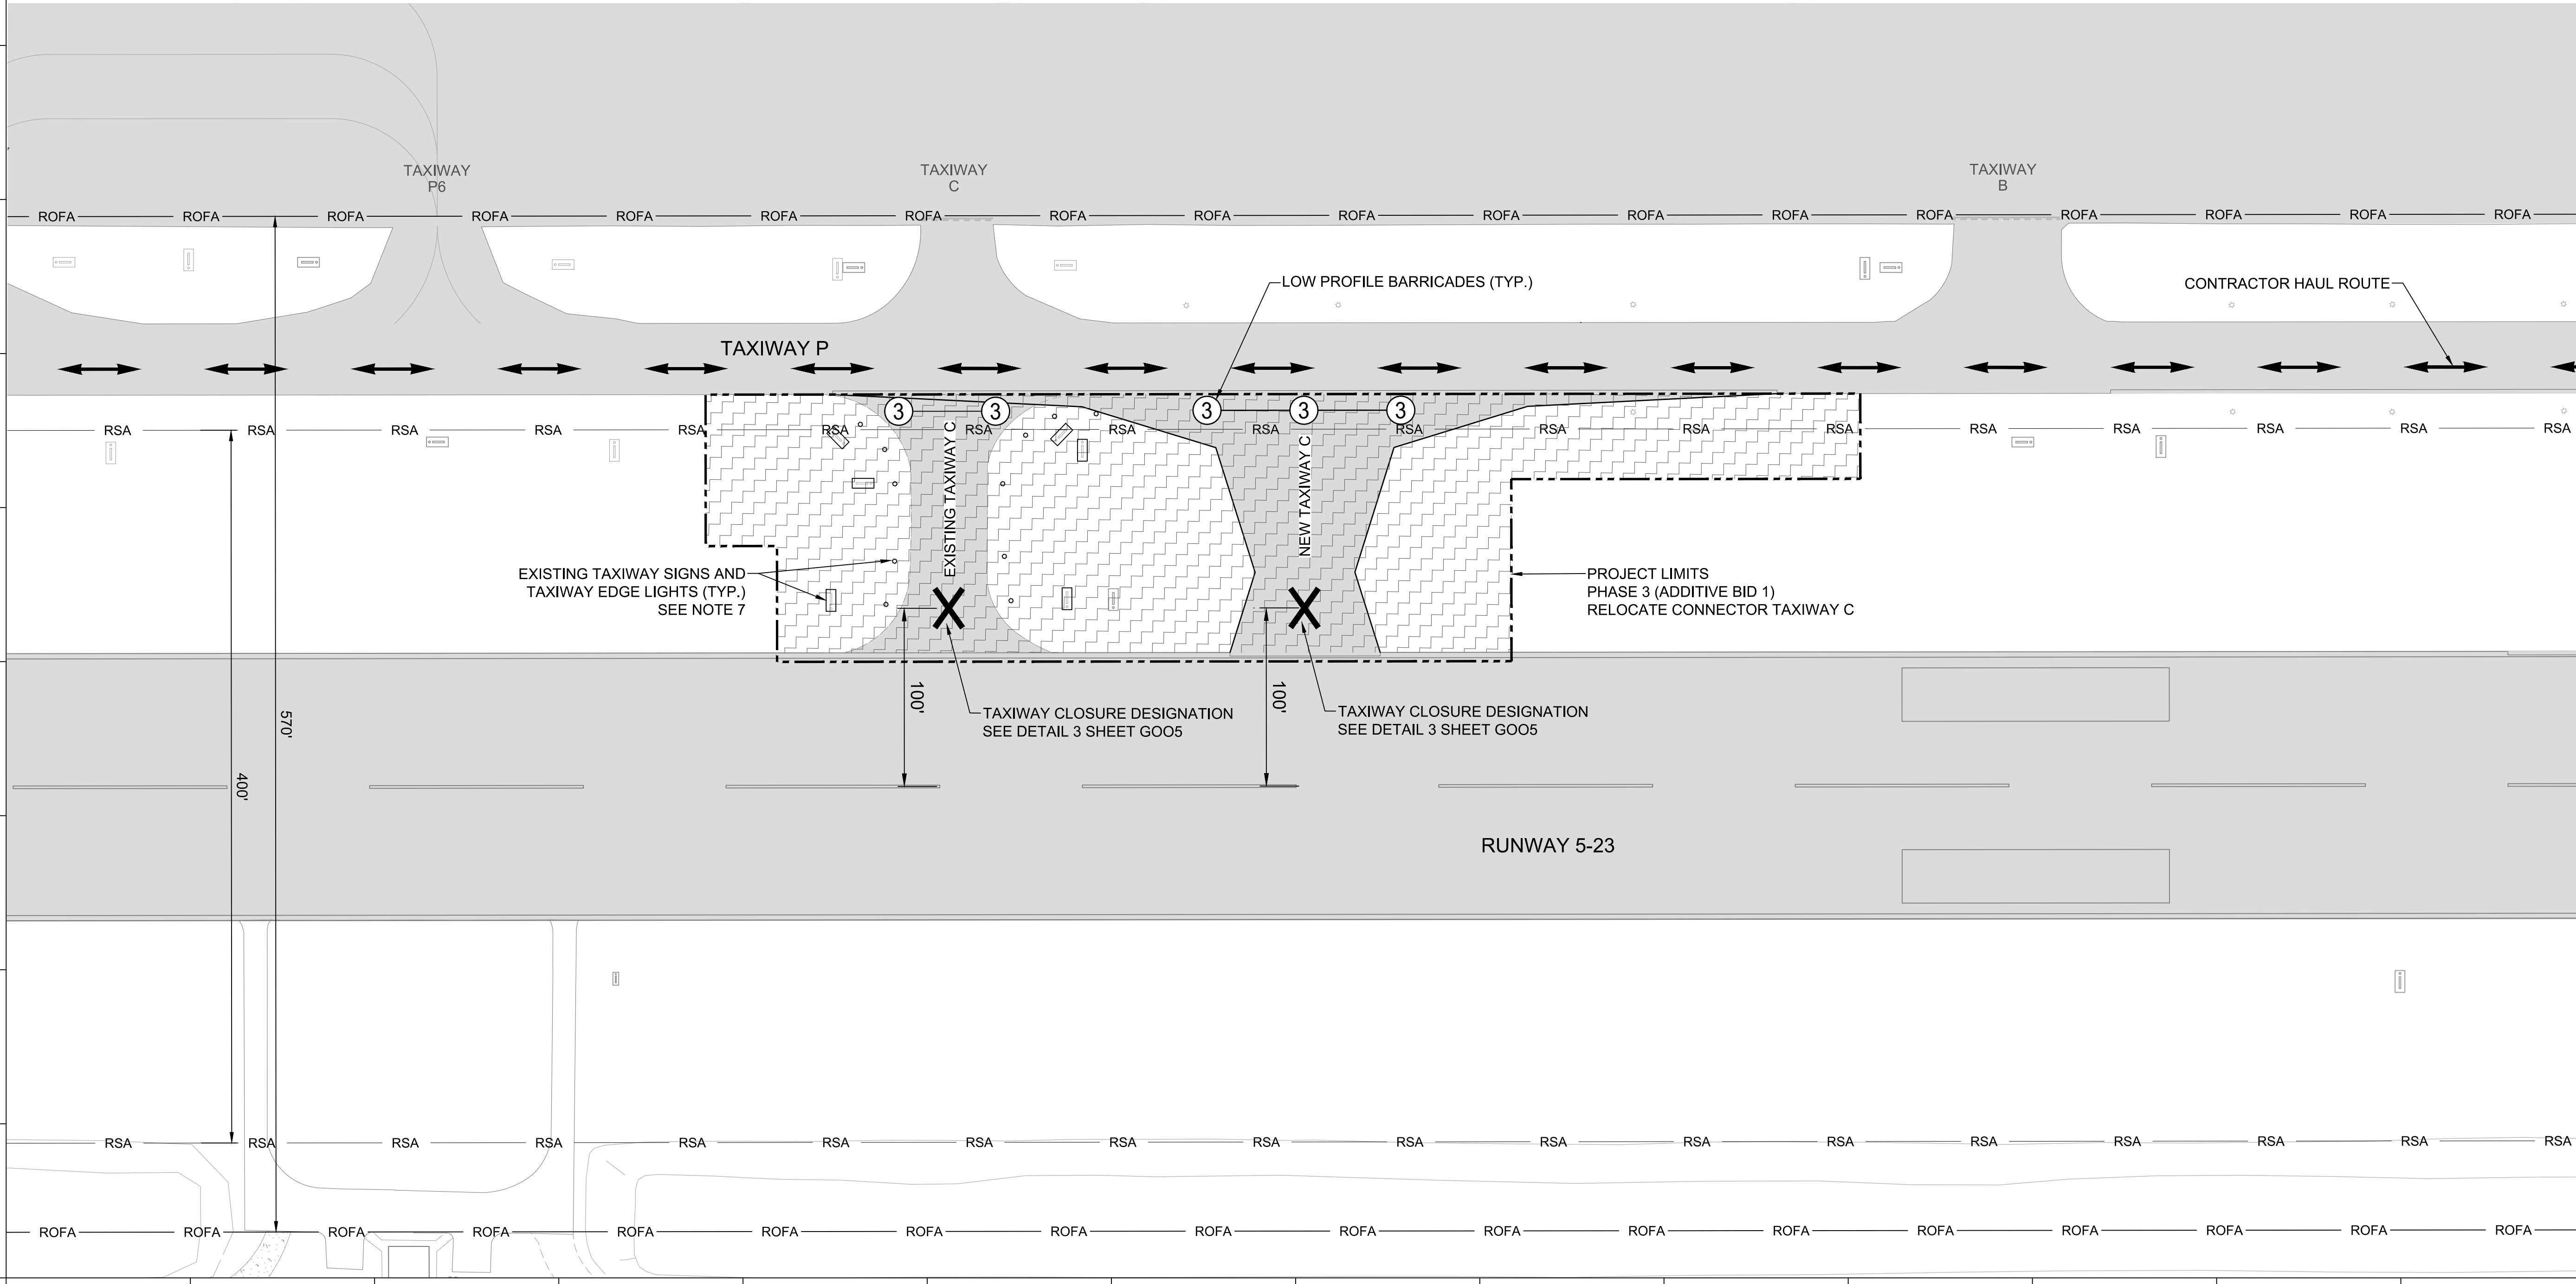 TAXIWAY
P6
TAXIWAY
C
TAXIWAY
B
ROFA ROFA ROFA ROFA ROFA ROFA ROFA ROFA ROFA ROFA ROFA ROFA ROFA ROFA ROFA ROFA ROFA ROFA
LOW PROFILE BARRICADES (TYP.)
CONTRACTOR HAUL ROUTE
TAXIWAY P
3 3 3 3 3
RSA RSA RSA RSA RSA RSA RSA RSA RSA RSA RSA RSA RSA RSA RSA RSA RSA RSA
EXISTING TAXIWAY C
NEW TAXIWAY C
EXISTING TAXIWAY SIGNS AND
TAXIWAY EDGE LIGHTS (TYP.)
SEE NOTE 7
PROJECT LIMITS
PHASE 3 (ADDITIVE BID 1)
RELOCATE CONNECTOR TAXIWAY C
X X
100'
100'
TAXIWAY CLOSURE DESIGNATION
SEE DETAIL 3 SHEET GOO5
TAXIWAY CLOSURE DESIGNATION
SEE DETAIL 3 SHEET GOO5
570'
400'
RUNWAY 5-23
RSA RSA RSA RSA RSA RSA RSA RSA RSA RSA RSA RSA RSA RSA RSA RSA RSA RSA
ROFA ROFA ROFA ROFA ROFA ROFA ROFA ROFA ROFA ROFA ROFA ROFA ROFA ROFA ROFA ROFA ROFA ROFA